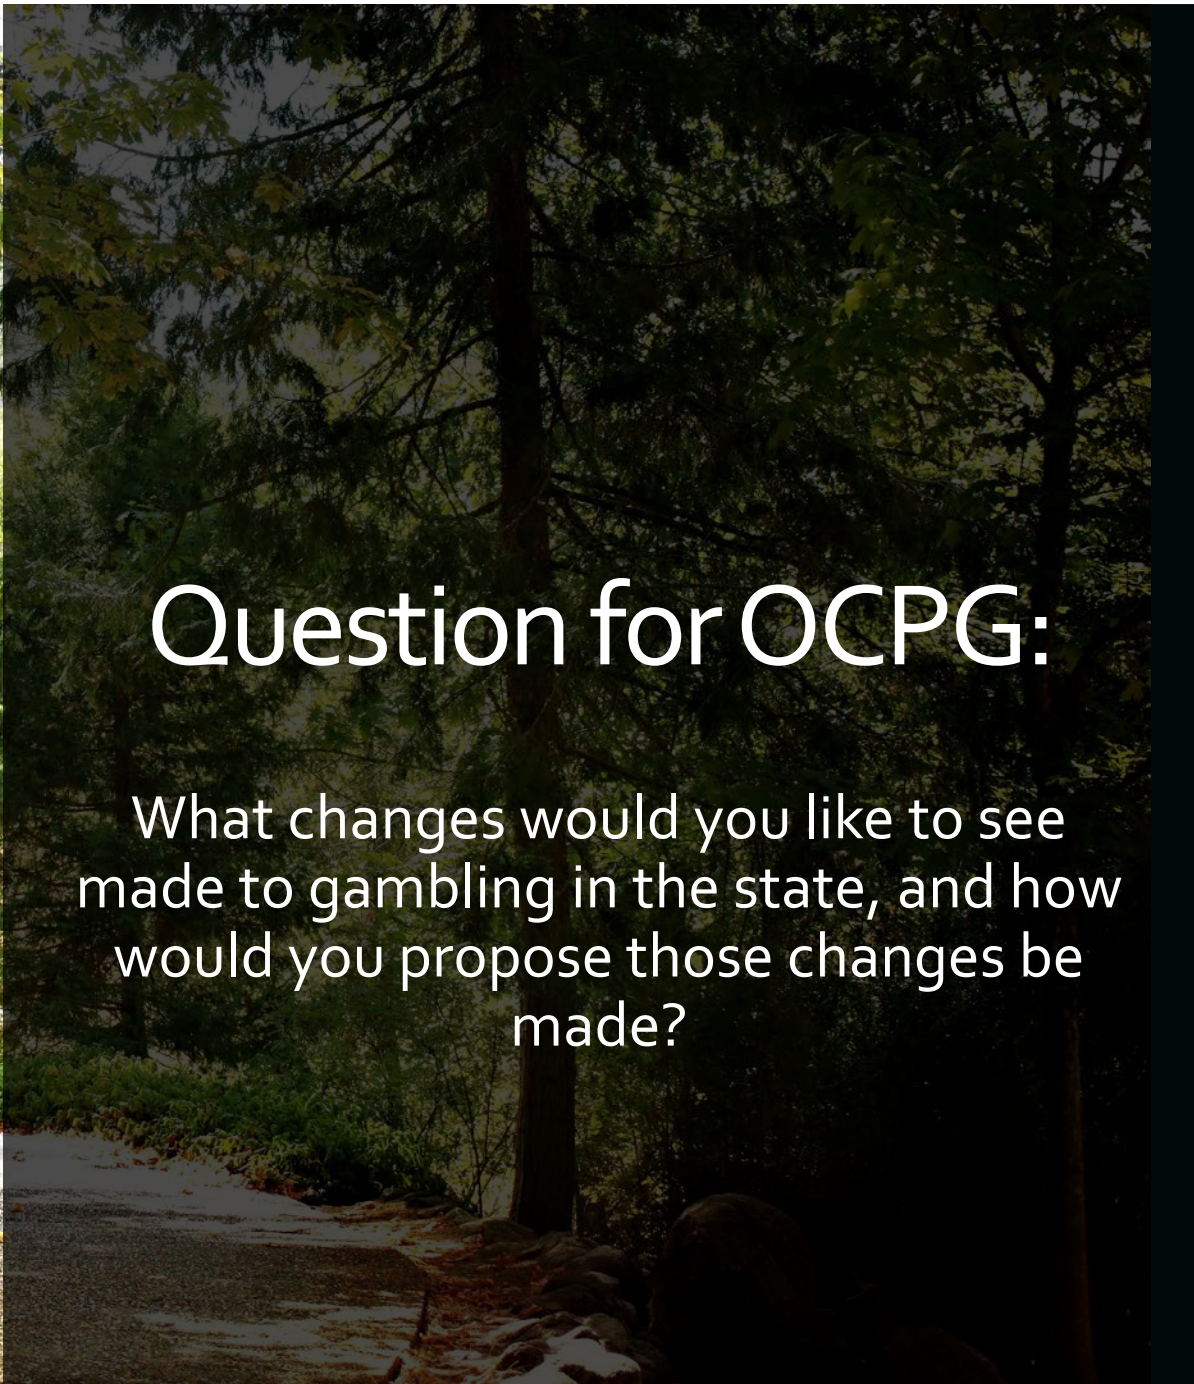 Question for OCPG:
What changes would you like to see
made to gambling in the state, and how
would you propose those changes be
made?